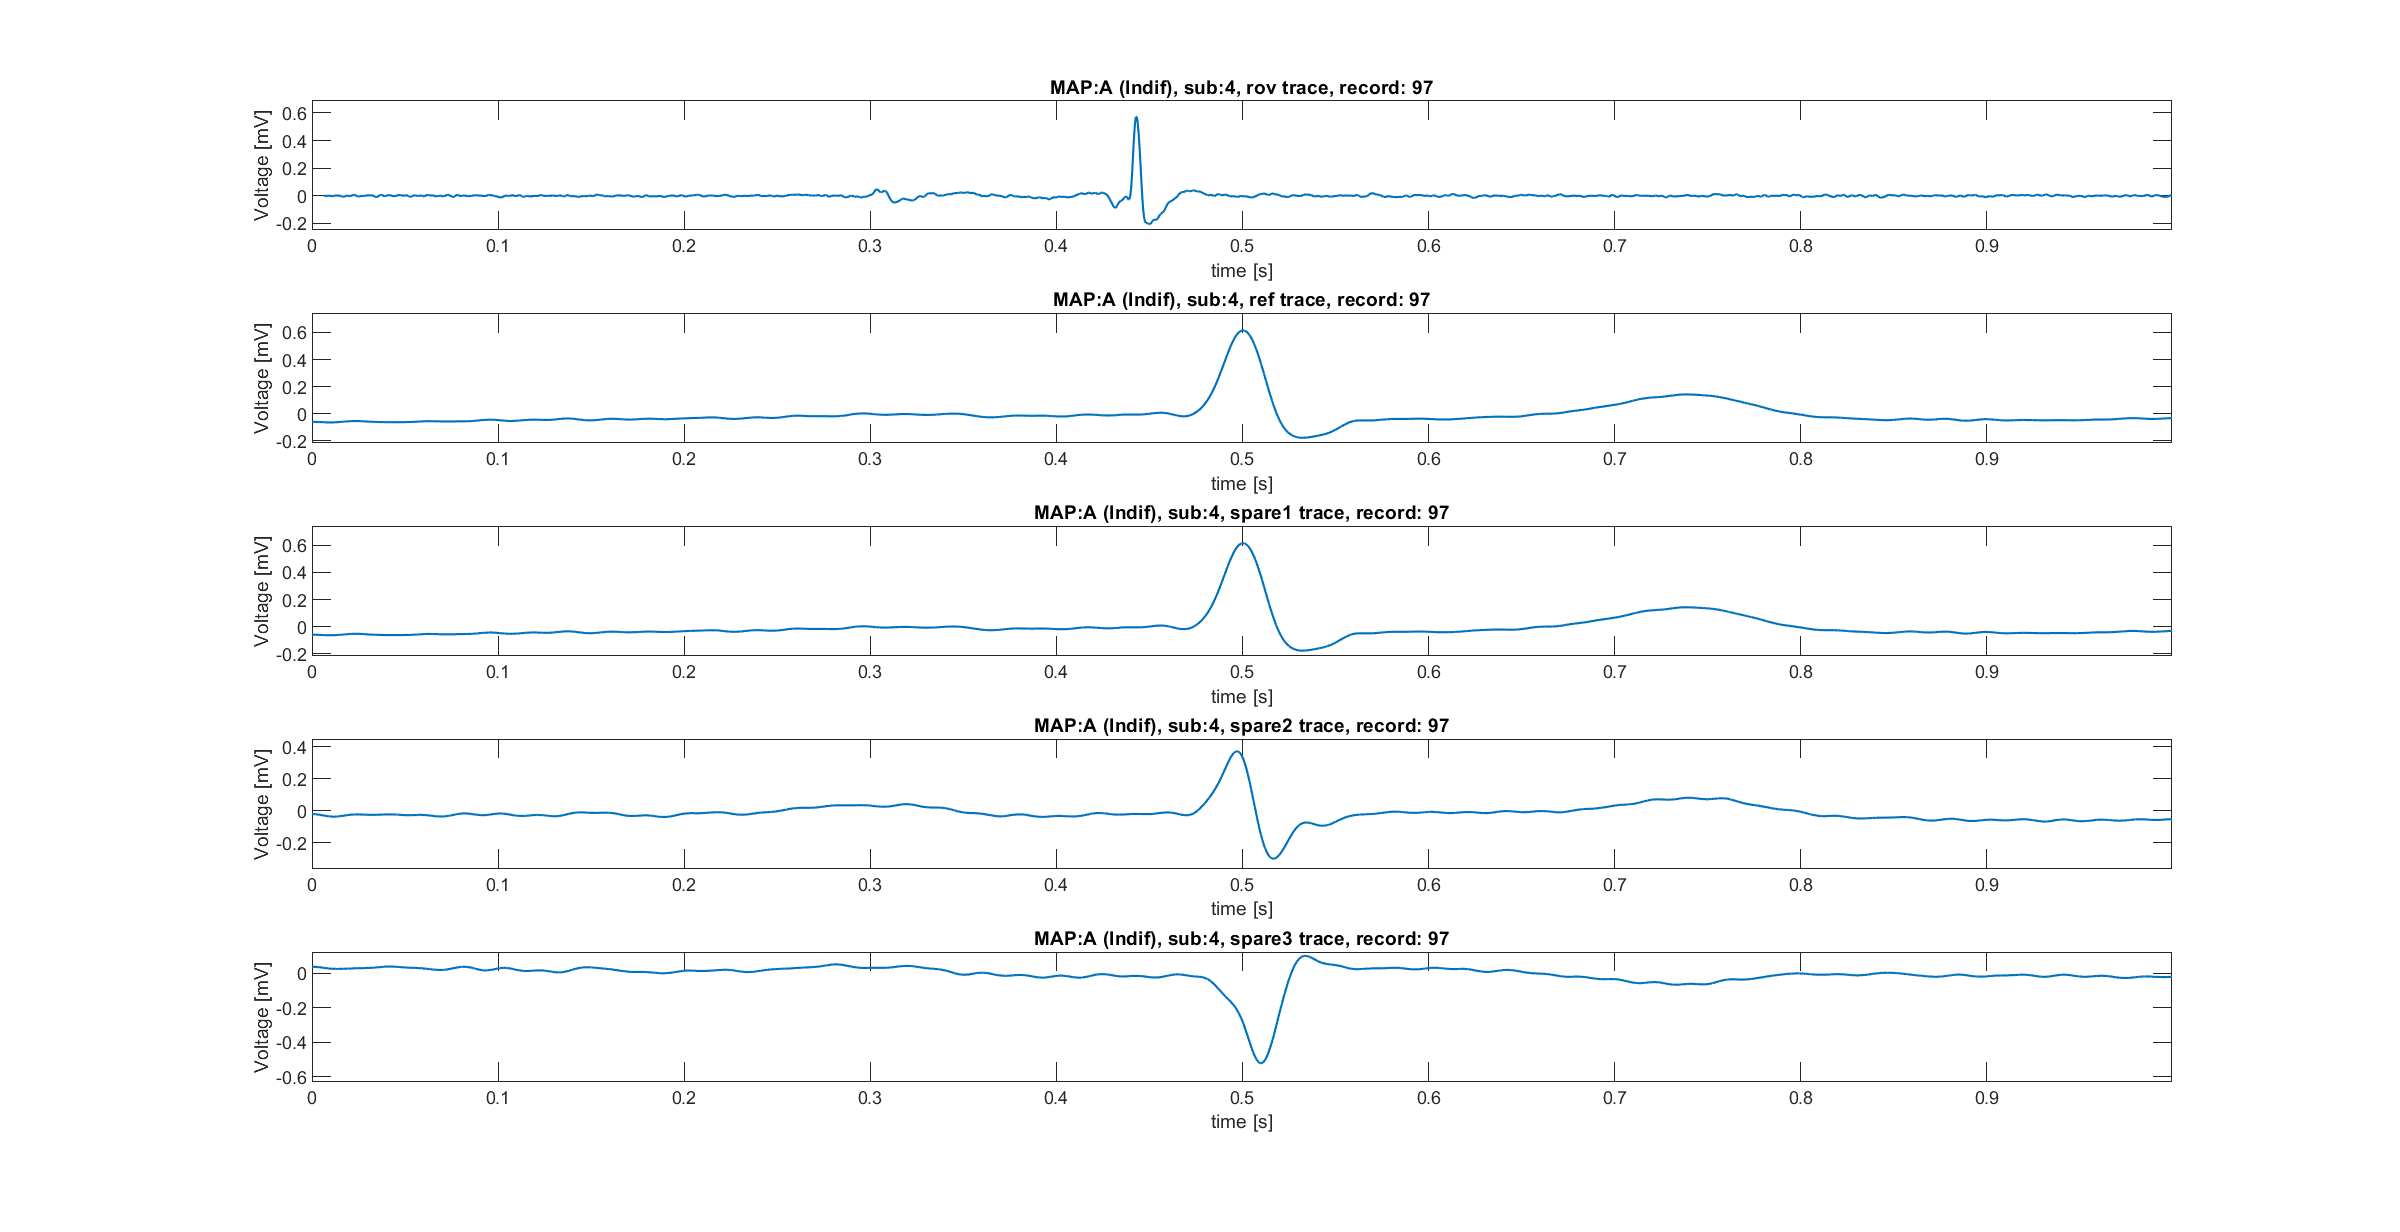 MAP:A (Indif), sub:4, rov trace, record: 97
Voltage [mV]
0.6
0.4
0.2
0
-0.2
0 0.1 0.2 0.3 0.4 0.5 0.6 0.7 0.8 0.9
time [s]
MAP:A (Indif), sub:4, ref trace, record: 97
Voltage [mV]
0.6
0.4
0.2
0
-0.2
0 0.1 0.2 0.3 0.4 0.5 0.6 0.7 0.8 0.9
time [s]
MAP:A (Indif), sub:4, spare1 trace, record: 97
Voltage [mV]
0.6
0.4
0.2
0
-0.2
0 0.1 0.2 0.3 0.4 0.5 0.6 0.7 0.8 0.9
time [s]
MAP:A (Indif), sub:4, spare2 trace, record: 97
Voltage [mV]
0.4
0.2
0
-0.2
0 0.1 0.2 0.3 0.4 0.5 0.6 0.7 0.8 0.9
time [s]
MAP:A (Indif), sub:4, spare3 trace, record: 97
Voltage [mV]
0
-0.2
-0.4
-0.6
0 0.1 0.2 0.3 0.4 0.5 0.6 0.7 0.8 0.9
time [s]